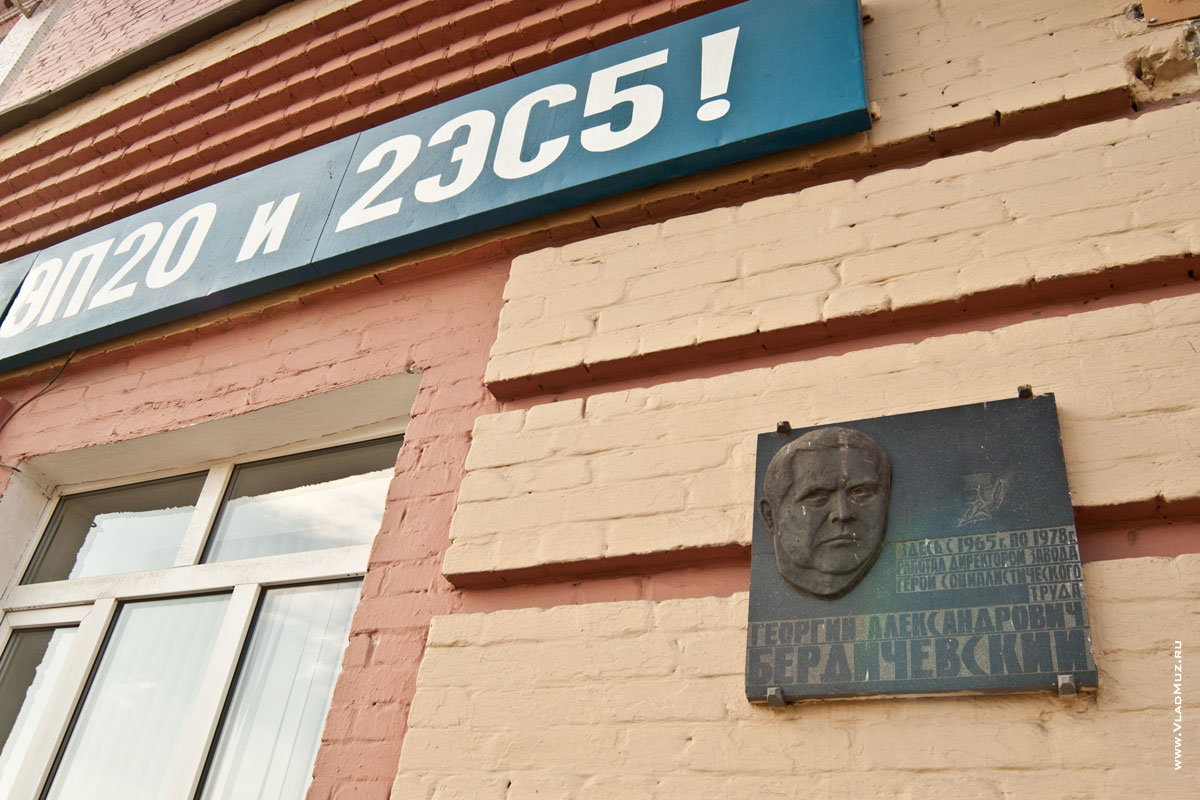 ЭП20 и 2ЭС5!
ЗДЕСЬ С 1965 г. ПО 1978 г.
РАБОТАЛ ДИРЕКТОРОМ ЗАВОДА
ГЕРОЙ СОЦИАЛИСТИЧЕСКОГО
ТРУДА
ГЕОРГИЙ АЛЕКСАНДРОВИЧ
БЕРДИЧЕВСКИЙ
www.VladMuz.ru